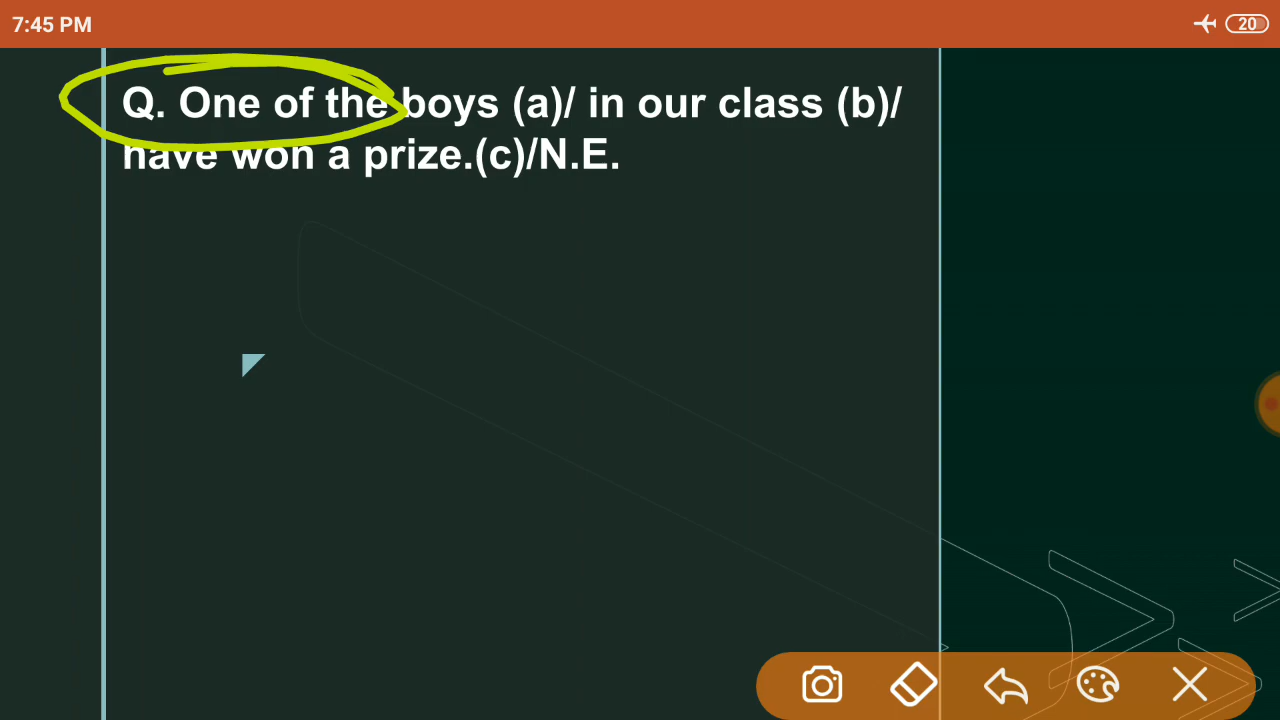 7:45 PM
20
Q. One of the boys (a)/ in our class (b)/
have won a prize.(c)/N.E.